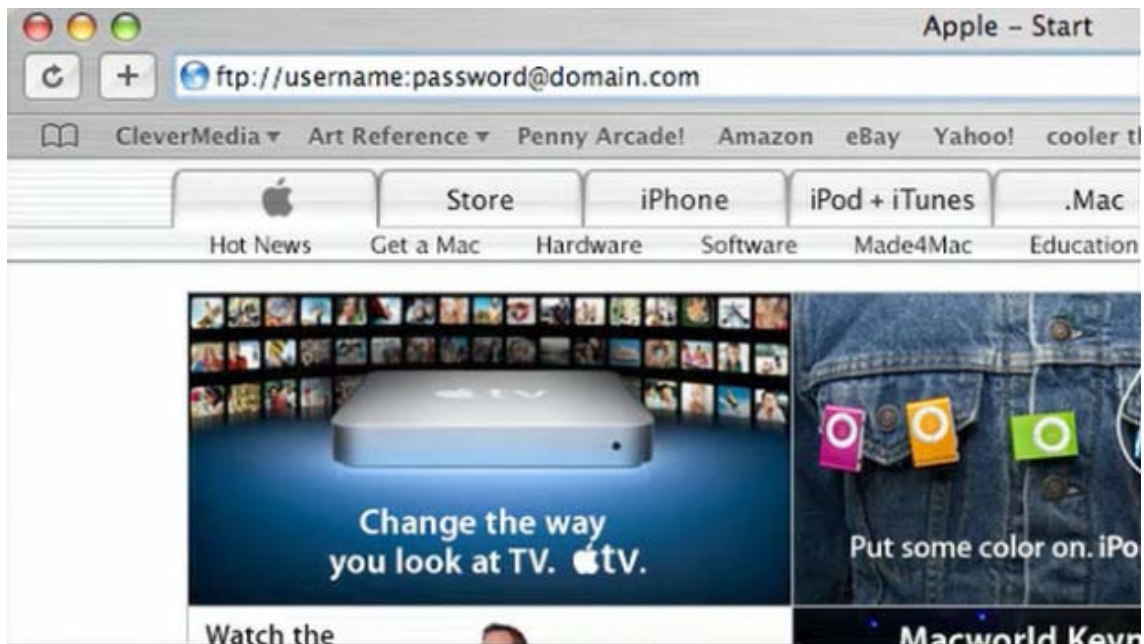 Apple – Start
ftp://username:password@domain.com
CleverMedia Art Reference Penny Arcade! Amazon eBay Yahoo! cooler
Store iPhone iPod + iTunes .Mac
Hot News Get a Mac Hardware Software Made4Mac Education
Change the way
you look at TV. tv.
Put some color on.
Watch the
Macworld